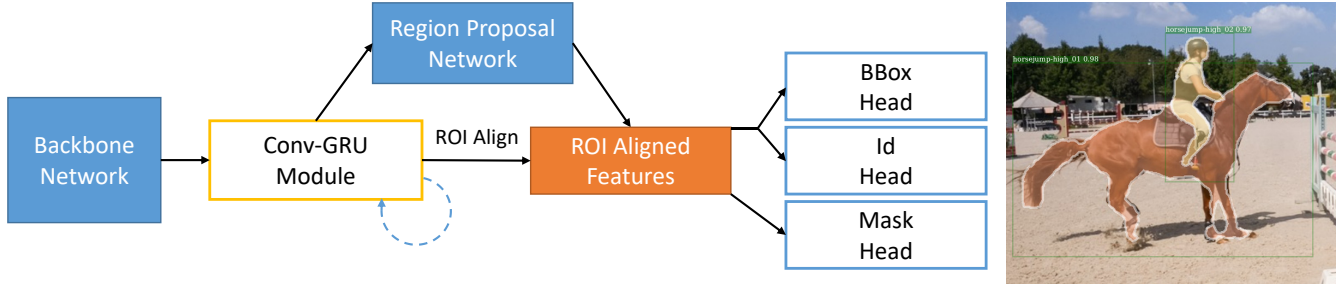 Region Proposal
Network
Backbone
Network
Conv-GRU
Module
ROI Align
ROI Aligned
Features
BBox
Head
Id
Head
Mask
Head
horsejump-high_02 0.97
horsejump-high_01 0.98